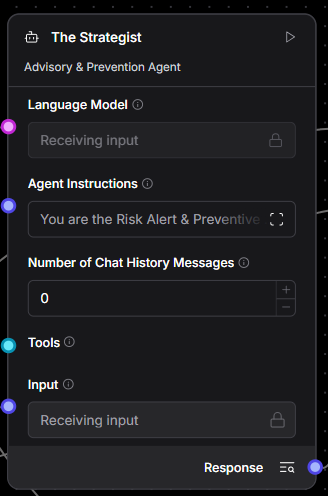 The Strategist
Advisory & Prevention Agent
Language Model
Receiving input
Agent Instructions
You are the Risk Alert & Preventive
Number of Chat History Messages
0
Tools
Input
Receiving input
Response